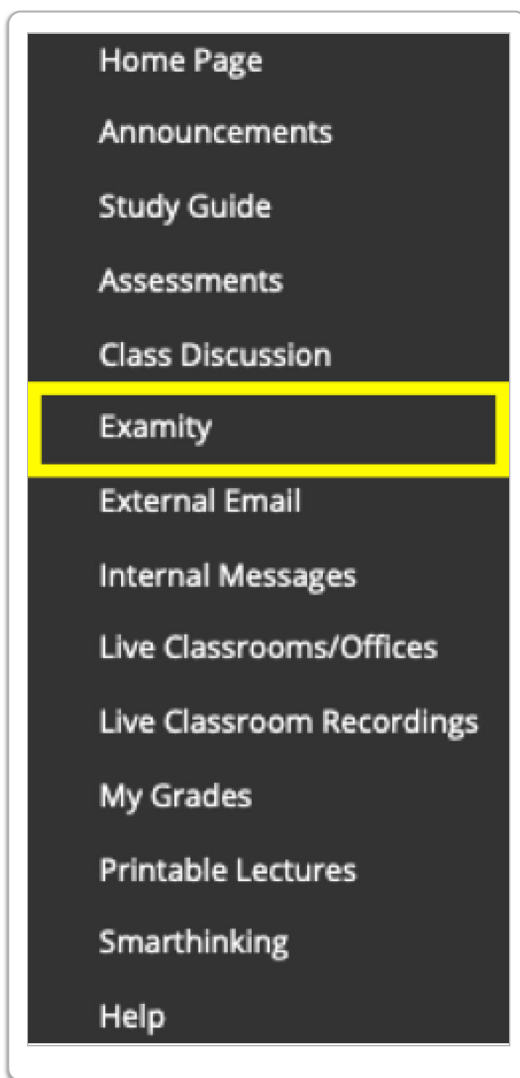 Home Page
Announcements
Study Guide
Assessments
Class Discussion
Examity
External Email
Internal Messages
Live Classrooms/Offices
Live Classroom Recordings
My Grades
Printable Lectures
Smarthinking
Help